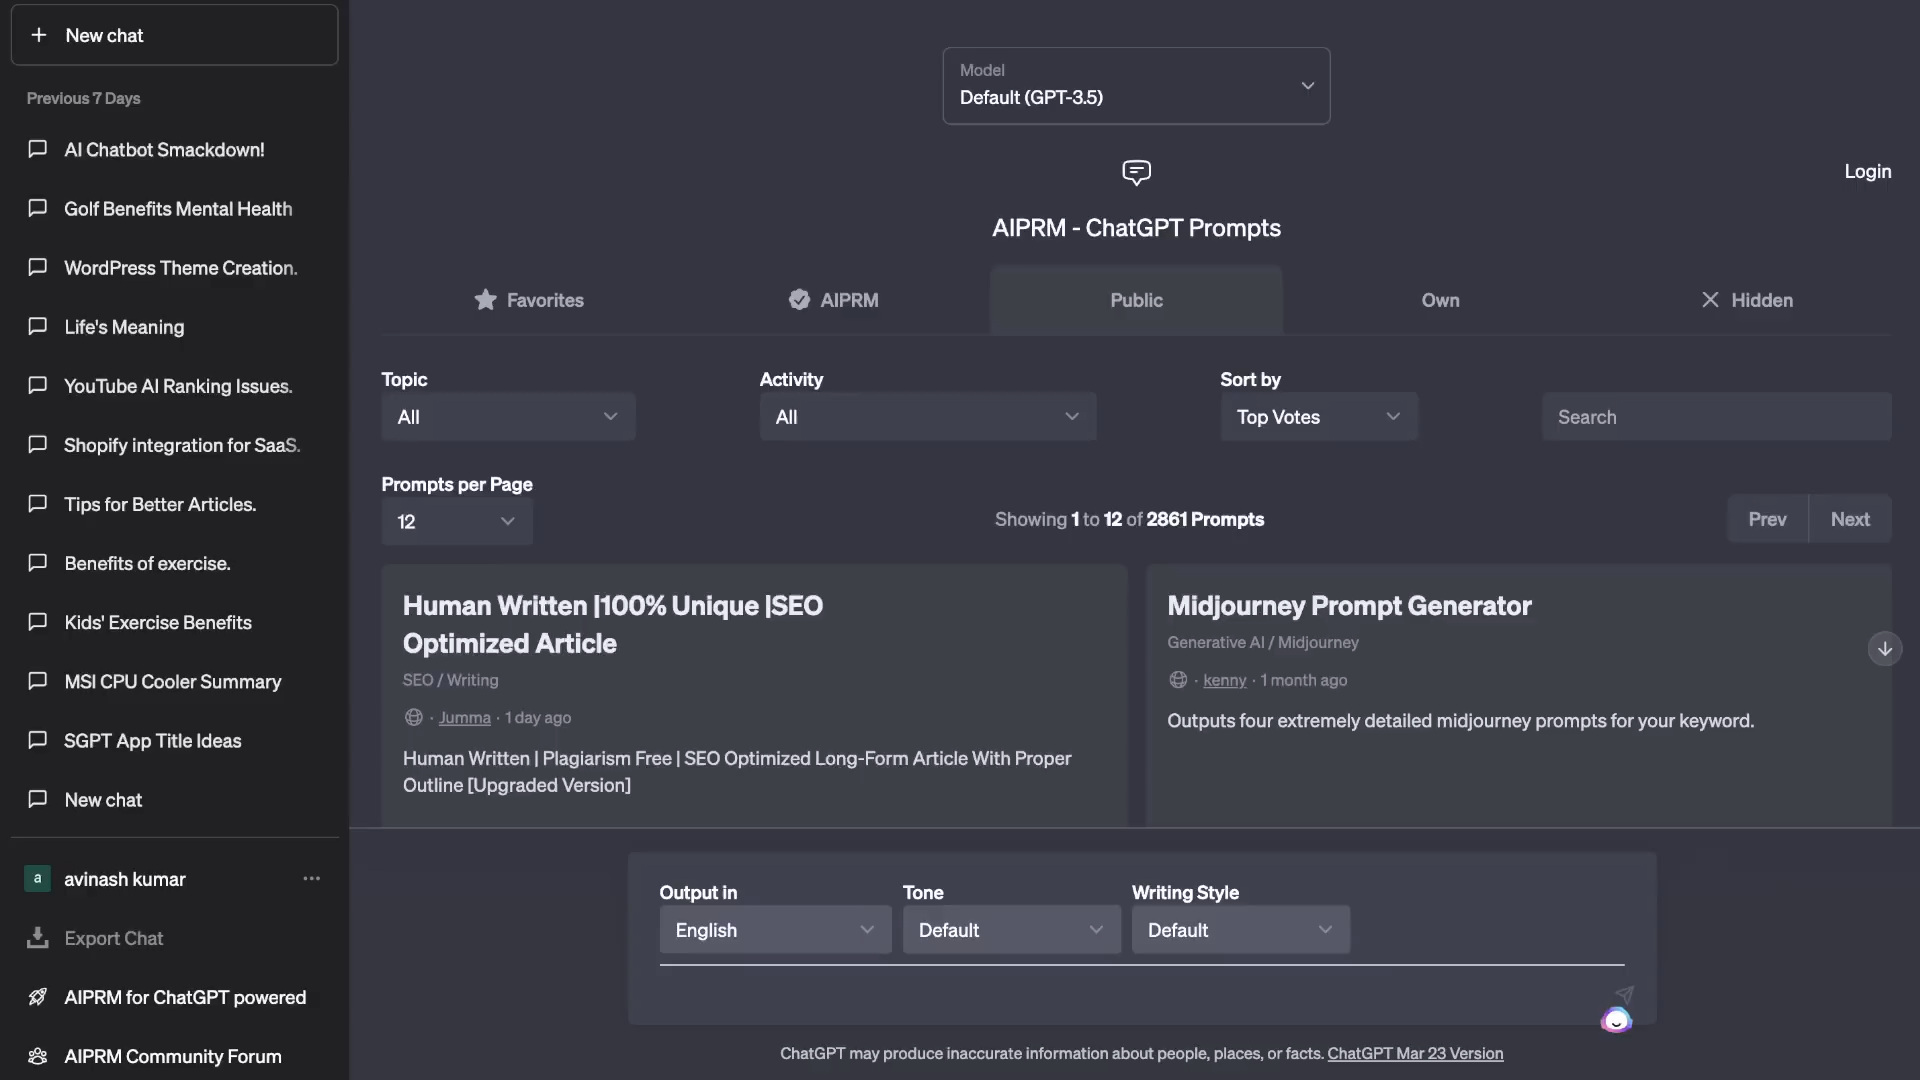 New chat
Previous 7 Days
AI Chatbot Smackdown!
Golf Benefits Mental Health
WordPress Theme Creation.
Life's Meaning
YouTube AI Ranking Issues.
Shopify integration for SaaS.
Tips for Better Articles.
Benefits of exercise.
Kids' Exercise Benefits
MSI CPU Cooler Summary
SGPT App Title Ideas
New chat
a avinash kumar
Export Chat
AIPRM for ChatGPT powered
AIPRM Community Forum
Model
Default (GPT-3.5)
Login
AIPRM - ChatGPT Prompts
Favorites AIPRM Public Own Hidden
Topic Activity Sort by
All All Top Votes Search
Prompts per Page
12 Showing 1 to 12 of 2861 Prompts Prev Next
Human Written |100% Unique |SEO
Optimized Article
SEO / Writing
· Jumma · 1 day ago
Human Written | Plagiarism Free | SEO Optimized Long-Form Article With Proper
Outline [Upgraded Version]
Midjourney Prompt Generator
Generative AI / Midjourney
· kenny · 1 month ago
Outputs four extremely detailed midjourney prompts for your keyword.
Output in Tone Writing Style
English Default Default
ChatGPT may produce inaccurate information about people, places, or facts. ChatGPT Mar 23 Version